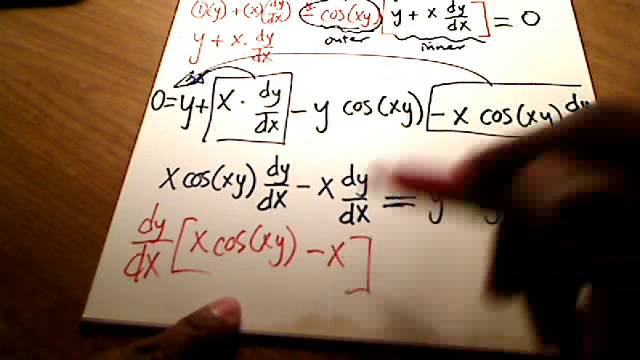 (1)(y) + (x)(dy/dx) - cos(xy) [y + x dy/dx] = 0
outer inner
y + x · dy/dx
0 = y + x · dy/dx - y cos(xy) - x cos(xy) dy
x cos(xy) dy/dx - x dy/dx = y
dy/dx [x cos(xy) - x]